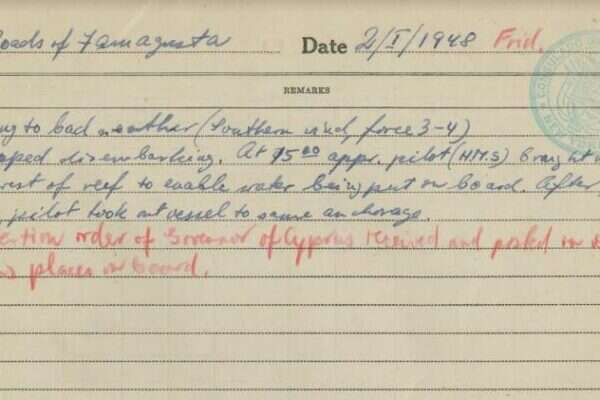 Roads of Famagusta Date 2/I/1948 Frid.
REMARKS
to bad weather (Southern wind, force 3-4)
disembarking. At 15 00 appr. pilot (H.M.S) brought
of reef to enable water being put on board. After
pilot took out vessel to same anchorage.
order of Governor of Cyprus received and posted in
places on board.